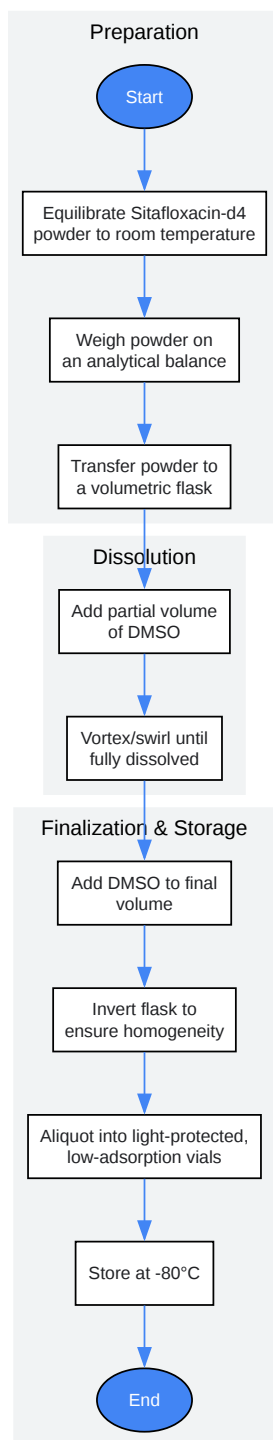 Preparation
Start
Equilibrate Sitafloxacin-d4
powder to room temperature
Weigh powder on
an analytical balance
Transfer powder to
a volumetric flask
Dissolution
Add partial volume
of DMSO
Vortex/swirl until
fully dissolved
Finalization & Storage
Add DMSO to final
volume
Invert flask to
ensure homogeneity
Aliquot into light-protected,
low-adsorption vials
Store at -80°C
End